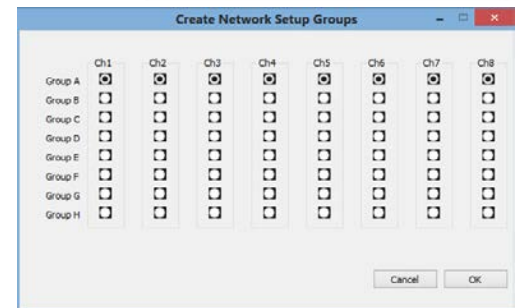 Create Network Setup Groups
Ch1 Ch2 Ch3 Ch4 Ch5 Ch6 Ch7 Ch8
Group A
Group B
Group C
Group D
Group E
Group F
Group G
Group H
Cancel OK